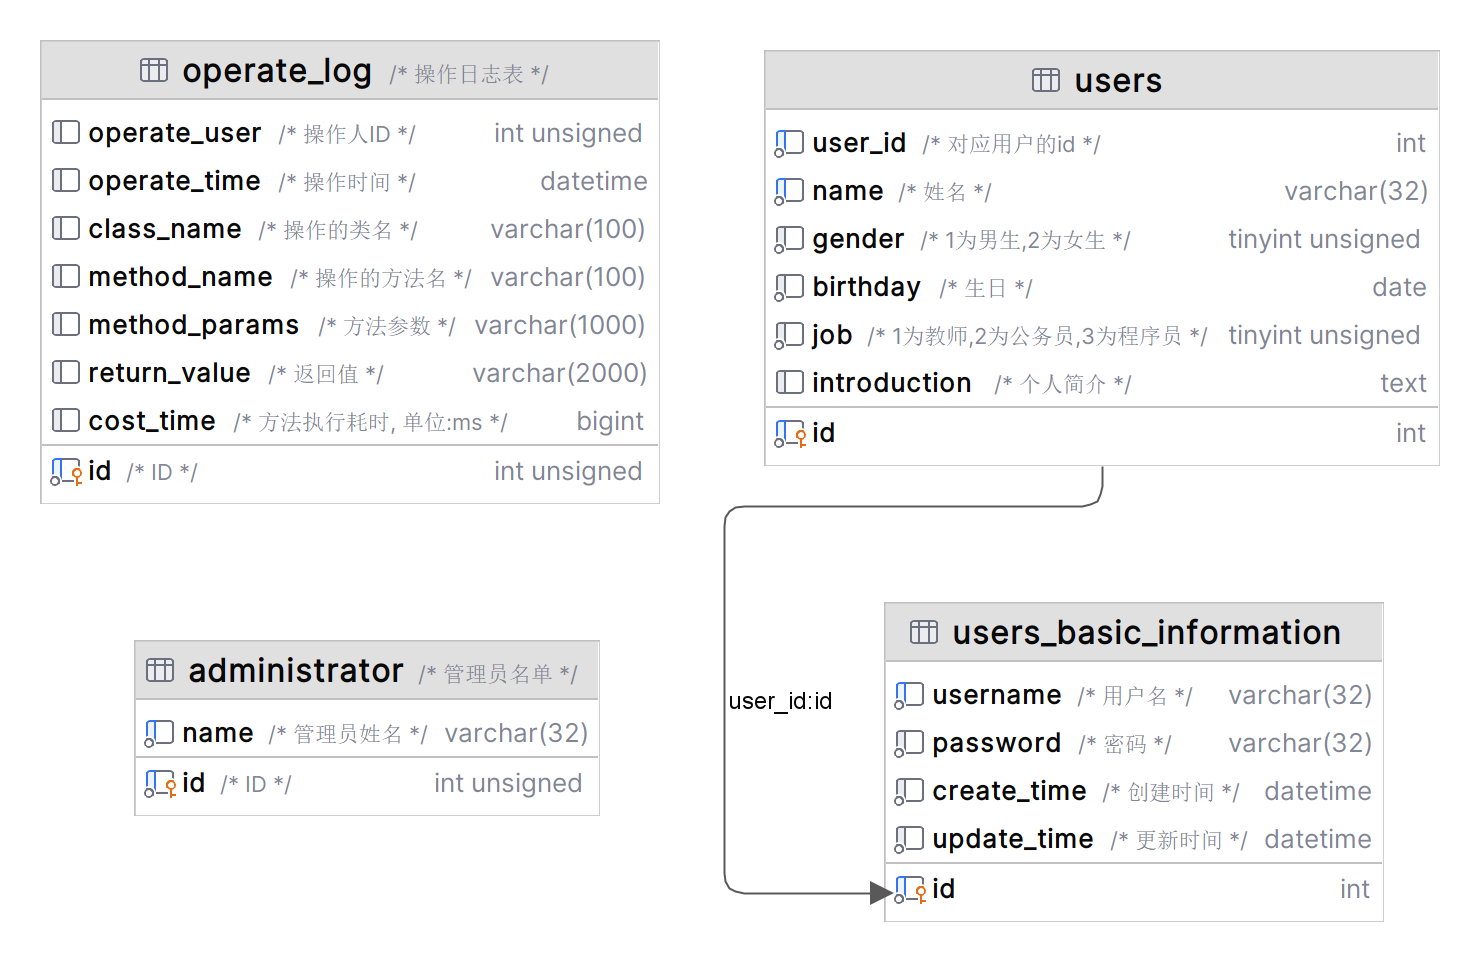 operate_log /* 操作日志表 */
operate_user /* 操作人ID */ int unsigned
operate_time /* 操作时间 */ datetime
class_name /* 操作的类名 */ varchar(100)
method_name /* 操作的方法名 */ varchar(100)
method_params /* 方法参数 */ varchar(1000)
return_value /* 返回值 */ varchar(2000)
cost_time /* 方法执行耗时, 单位:ms */ bigint
id /* ID */ int unsigned
users
user_id /* 对应用户的id */ int
name /* 姓名 */ varchar(32)
gender /* 1为男生,2为女生 */ tinyint unsigned
birthday /* 生日 */ date
job /* 1为教师,2为公务员,3为程序员 */ tinyint unsigned
introduction /* 个人简介 */ text
id int
user_id:id
administrator /* 管理员名单 */
name /* 管理员姓名 */ varchar(32)
id /* ID */ int unsigned
users_basic_information
username /* 用户名 */ varchar(32)
password /* 密码 */ varchar(32)
create_time /* 创建时间 */ datetime
update_time /* 更新时间 */ datetime
id int